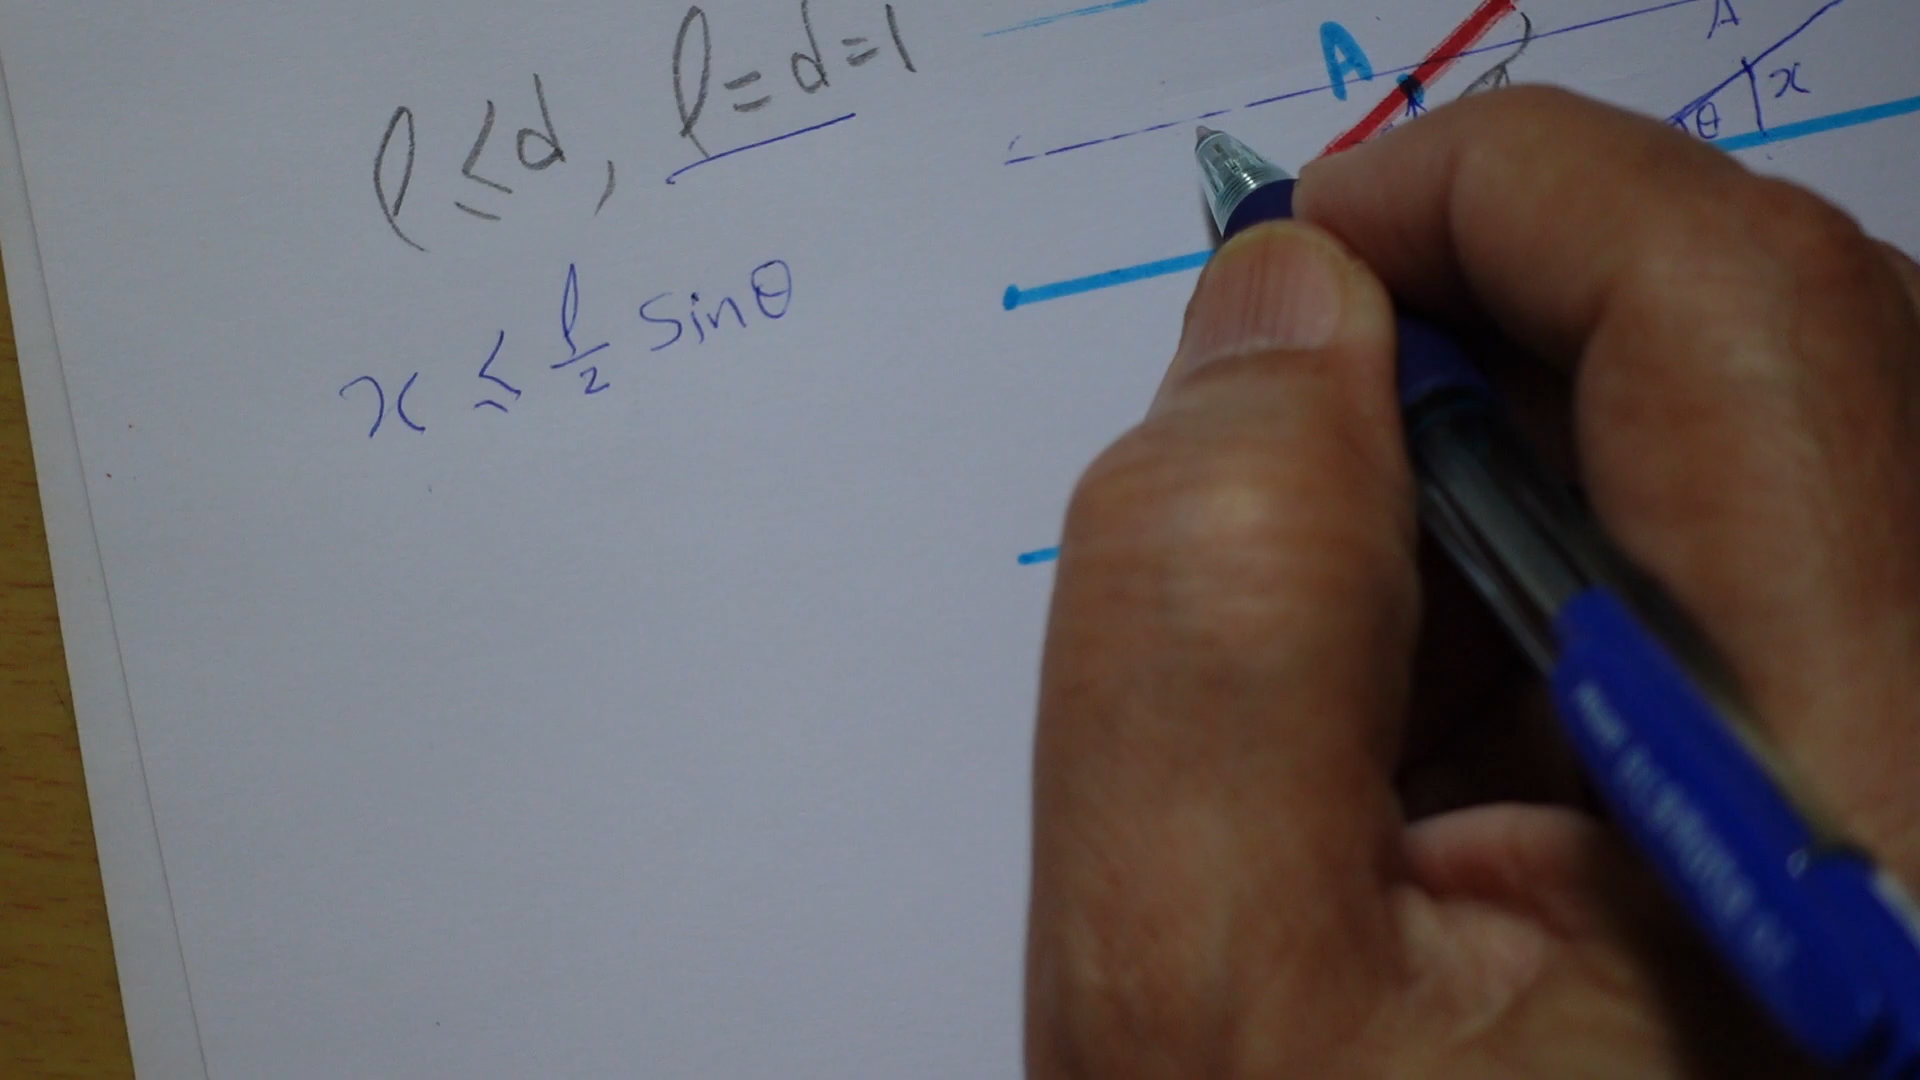 l ≤ d, l = d = 1
x ≤ l/2 sinθ
A
A
θ
x